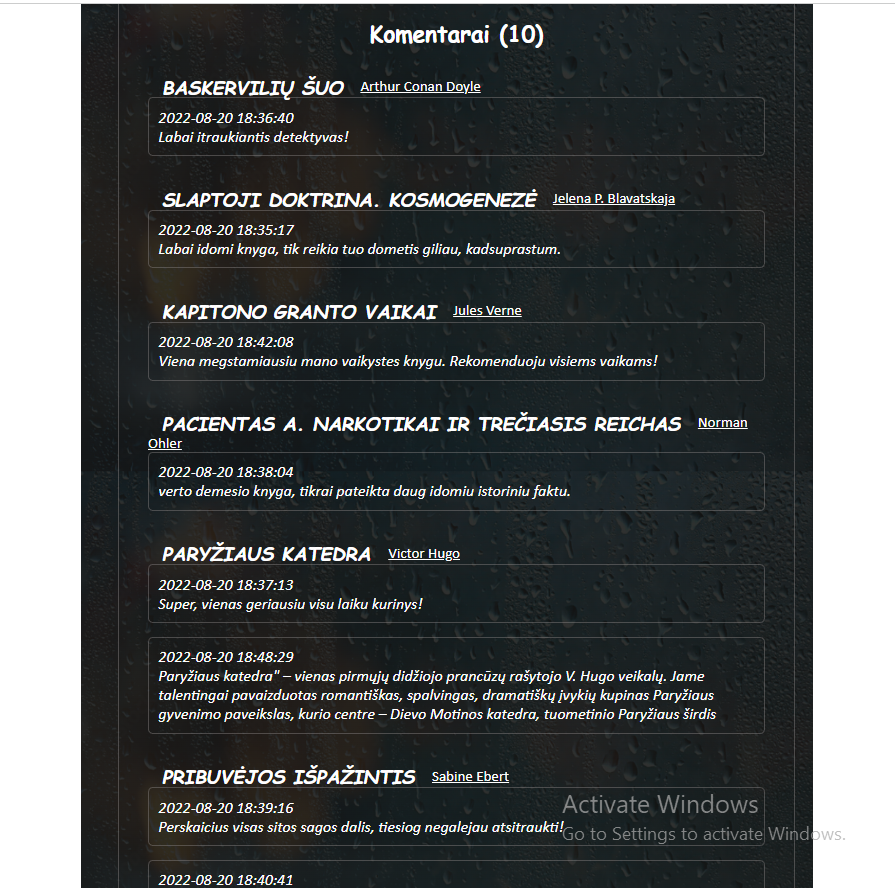 Komentarai (10)
BASKERVILIŲ ŠUO Arthur Conan Doyle
2022-08-20 18:36:40
Labai itraukiantis detektyvas!
SLAPTOJI DOKTRINA. KOSMOGENEZĖ Jelena P. Blavatskaja
2022-08-20 18:35:17
Labai idomi knyga, tik reikia tuo dometis giliau, kadsuprastum.
KAPITONO GRANTO VAIKAI Jules Verne
2022-08-20 18:42:08
Viena megstamiausiu mano vaikystes knygu. Rekomenduoju visiems vaikams!
PACIENTAS A. NARKOTIKAI IR TREČIASIS REICHAS Norman
Ohler
2022-08-20 18:38:04
verto demesio knyga, tikrai pateikta daug idomiu istoriniu faktu.
PARYŽIAUS KATEDRA Victor Hugo
2022-08-20 18:37:13
Super, vienas geriausiu visu laiku kurinys!
2022-08-20 18:48:29
Paryžiaus katedra" – vienas pirmųjų didžiojo prancūzų rašytojo V. Hugo veikalų. Jame
talentingai pavaizduotas romantiškas, spalvingas, dramatiškų įvykių kupinas Paryžiaus
gyvenimo paveikslas, kurio centre – Dievo Motinos katedra, tuometinio Paryžiaus širdis
PRIBUVĖJOS IŠPAŽINTIS Sabine Ebert
2022-08-20 18:39:16
Perskaicius visas sitos sagos dalis, tiesiog negalejau atsitraukti!
Activate Windows
Go to Settings to activate Windows.
2022-08-20 18:40:41